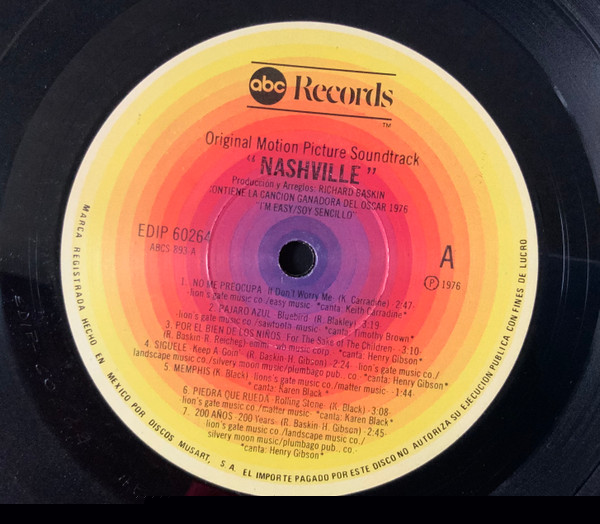 abc Records
TM
Original Motion Picture Soundtrack
"NASHVILLE"
Producción y Arreglos: RICHARD BASKIN
CONTIENE LA CANCION GANADORA DEL OSCAR 1976
"I'M EASY/SOY SENCILLO"
EDIP 60264
ABCS 893-A
A
Ⓟ 1976
1. NO ME PREOCUPA It Don't Worry Me (K. Carradine) 2:47-
lion's gate music co./easy music *canta: Keith Carradine*
2. PAJARO AZUL Bluebird (R. Blakley) 3:19
lion's gate music co./sawtooth music *canta: Timothy Brown*
3. POR EL BIEN DE LOS NIÑOS For The Sake of The Children 3:10-
(R. Baskin R. Reicheg) music corp. *canta: Henry Gibson*
4. SIGUELE Keep A Goin' (R. Baskin-H. Gibson) 2:24 lion's gate music co./
landscape music co./silvery moon music/plumbago pub. co. *canta: Henry Gibson*
5. MEMPHIS (K. Black) lion's gate music co./matter music 1:44-
*canta: Karen Black*
6. PIEDRA QUE RUEDA Rolling Stone (K. Black) 3:08-
lion's gate music co./matter music *canta: Karen Black*
7. 200 AÑOS 200 Years (R. Baskin-H. Gibson) 2:45-
lion's gate music co./landscape music co./
silvery moon music/plumbago pub. co.
*canta: Henry Gibson*
MARCA REGISTRADA HECHO EN MEXICO POR DISCOS MUSART, S.A. EL IMPORTE PAGADO POR ESTE DISCO NO AUTORIZA SU EJECUCION PUBLICA CON FINES DE LUCRO